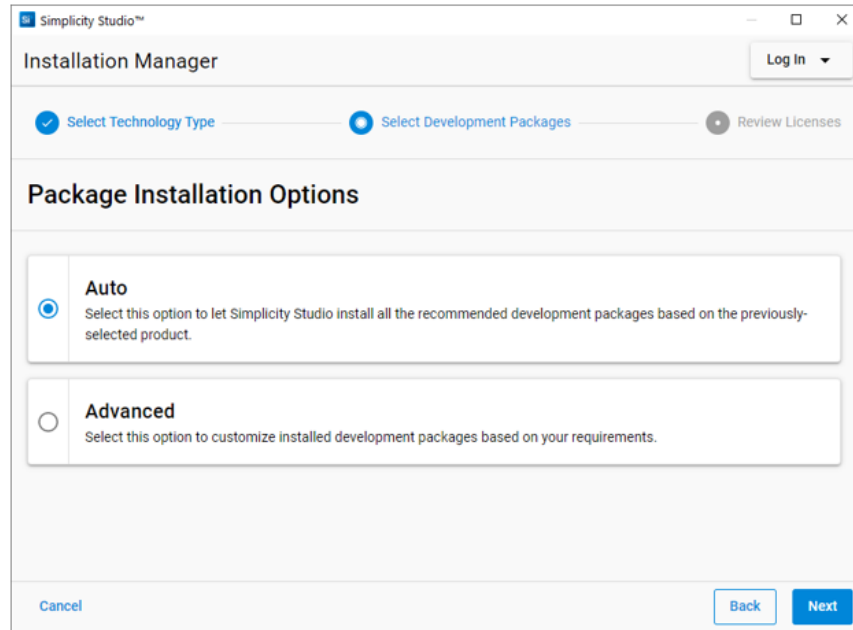 Si Simplicity Studio™
Installation Manager
Log In
Select Technology Type
Select Development Packages
Review Licenses
Package Installation Options
Auto
Select this option to let Simplicity Studio install all the recommended development packages based on the previously-
selected product.
Advanced
Select this option to customize installed development packages based on your requirements.
Cancel
Back
Next